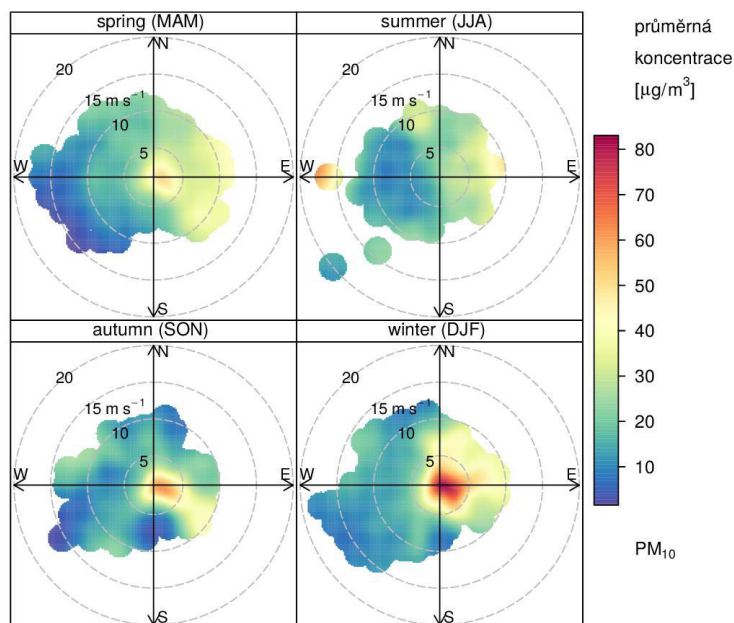 spring (MAM)
N
20
15 m s⁻¹
10
5
W
E
S
summer (JJA)
N
20
15 m s⁻¹
10
5
W
E
S
autumn (SON)
N
20
15 m s⁻¹
10
5
W
E
S
winter (DJF)
N
20
15 m s⁻¹
10
5
W
E
S
průměrná
koncentrace
[µg/m³]
80
70
60
50
40
30
20
10
PM₁₀